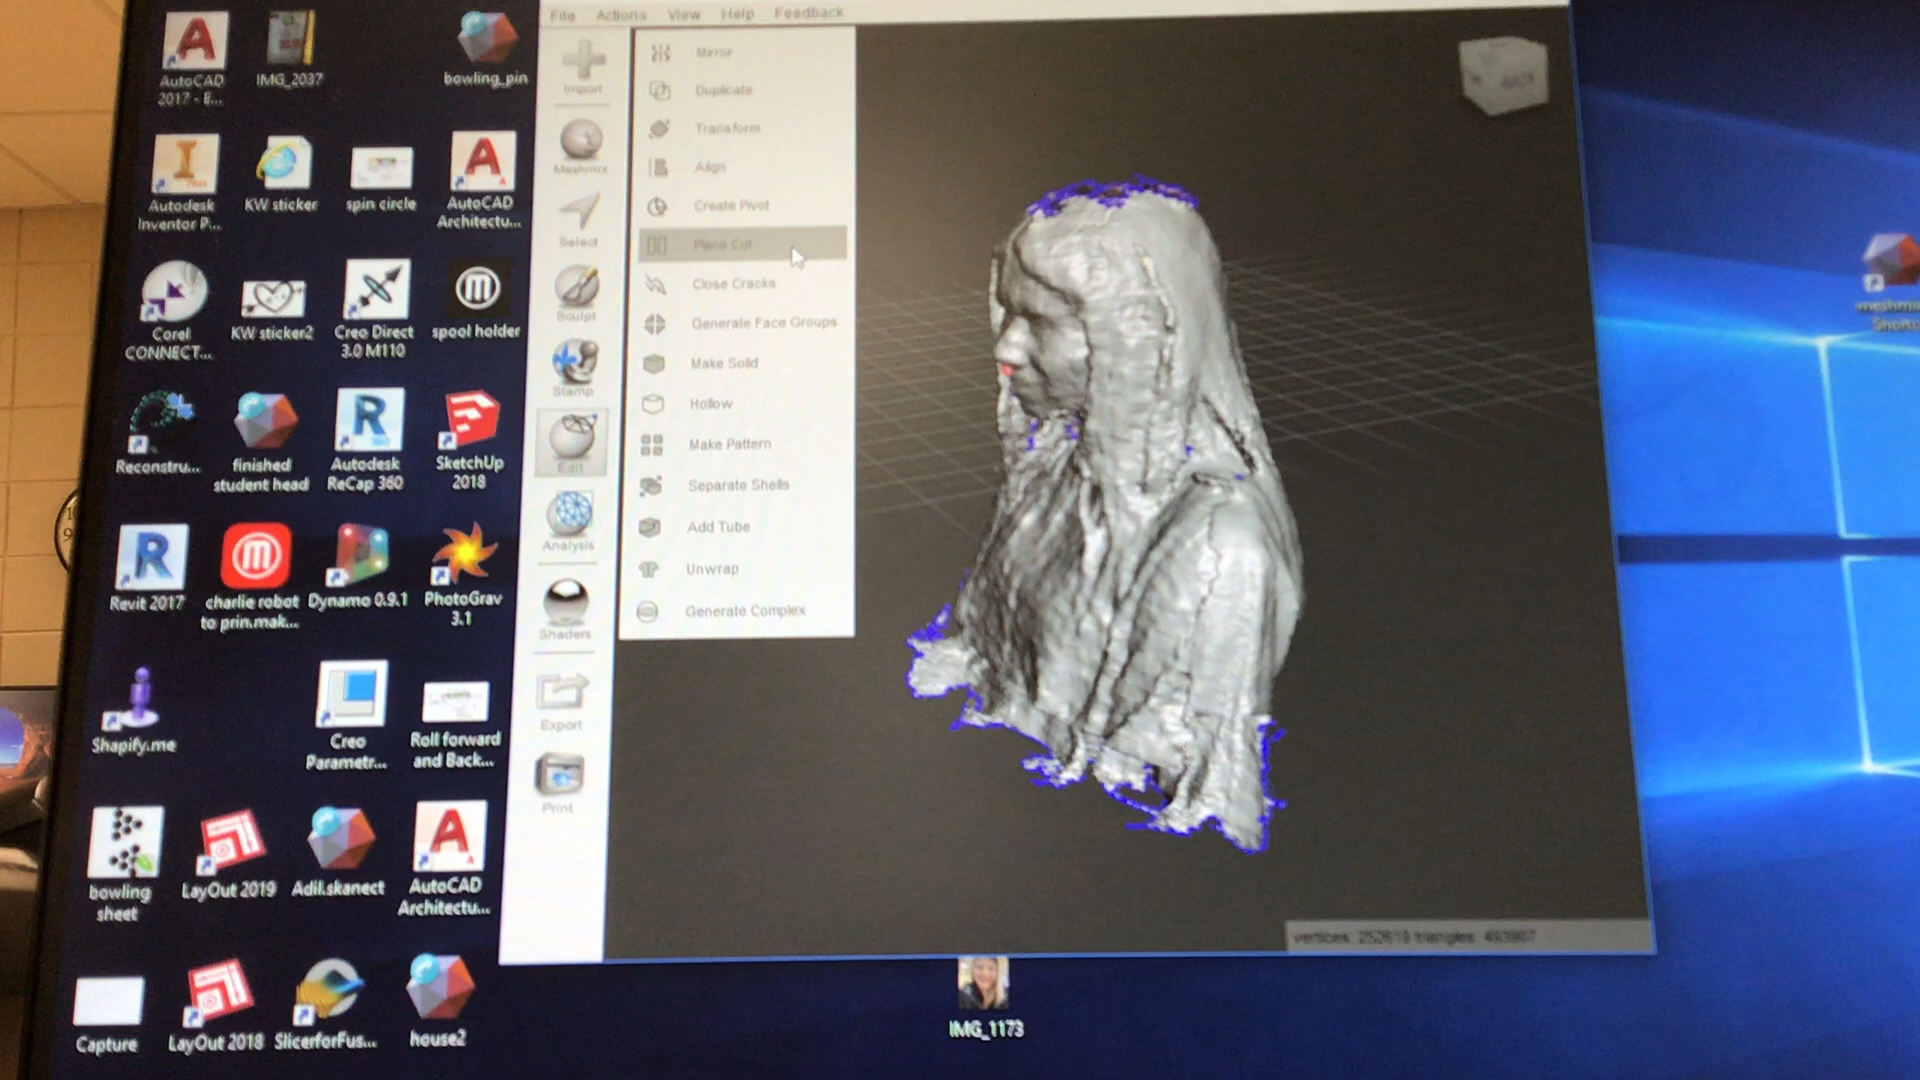 File Actions View Help Feedback
AutoCAD
2017 - E...
IMG_2037
bowling_pin
Autodesk
Inventor P...
KW sticker
spin circle
AutoCAD
Architectu...
Corel
CONNECT...
KW sticker2
Creo Direct
3.0 M110
spool holder
Reconstru...
finished
student head
Autodesk
ReCap 360
SketchUp
2018
Revit 2017
charlie robot
to prin.mak...
Dynamo 0.9.1
PhotoGrav
3.1
Shapify.me
Creo
Parametr...
Roll forward
and Back...
bowling
sheet
LayOut 2019
Adil.skanect
AutoCAD
Architectu...
Capture
LayOut 2018
SlicerforFus...
house2
Import
Meshmix
Select
Sculpt
Stamp
Edit
Analysis
Shaders
Export
Print
Mirror
Duplicate
Transform
Align
Create Pivot
Plane Cut
Close Cracks
Generate Face Groups
Make Solid
Hollow
Make Pattern
Separate Shells
Add Tube
Unwrap
Generate Complex
BACK
IMG_1173